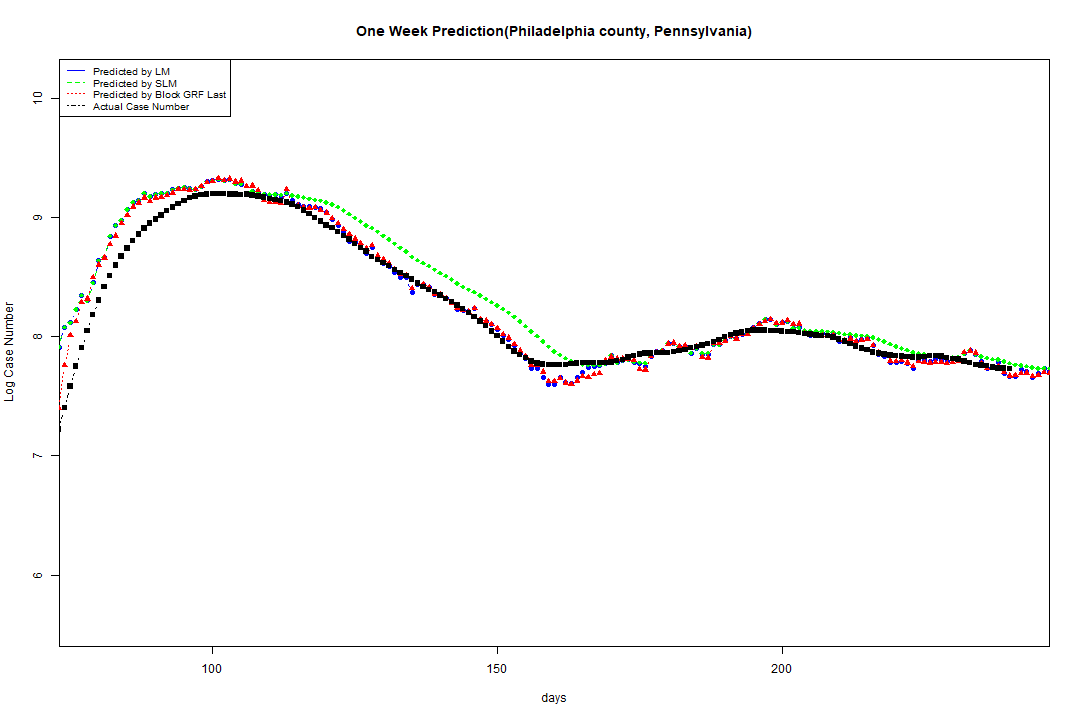 One Week Prediction(Philadelphia county, Pennsylvania)
Predicted by LM
Predicted by SLM
Predicted by Block GRF Last
Actual Case Number
10
9
8
7
6
Log Case Number
100
150
200
days